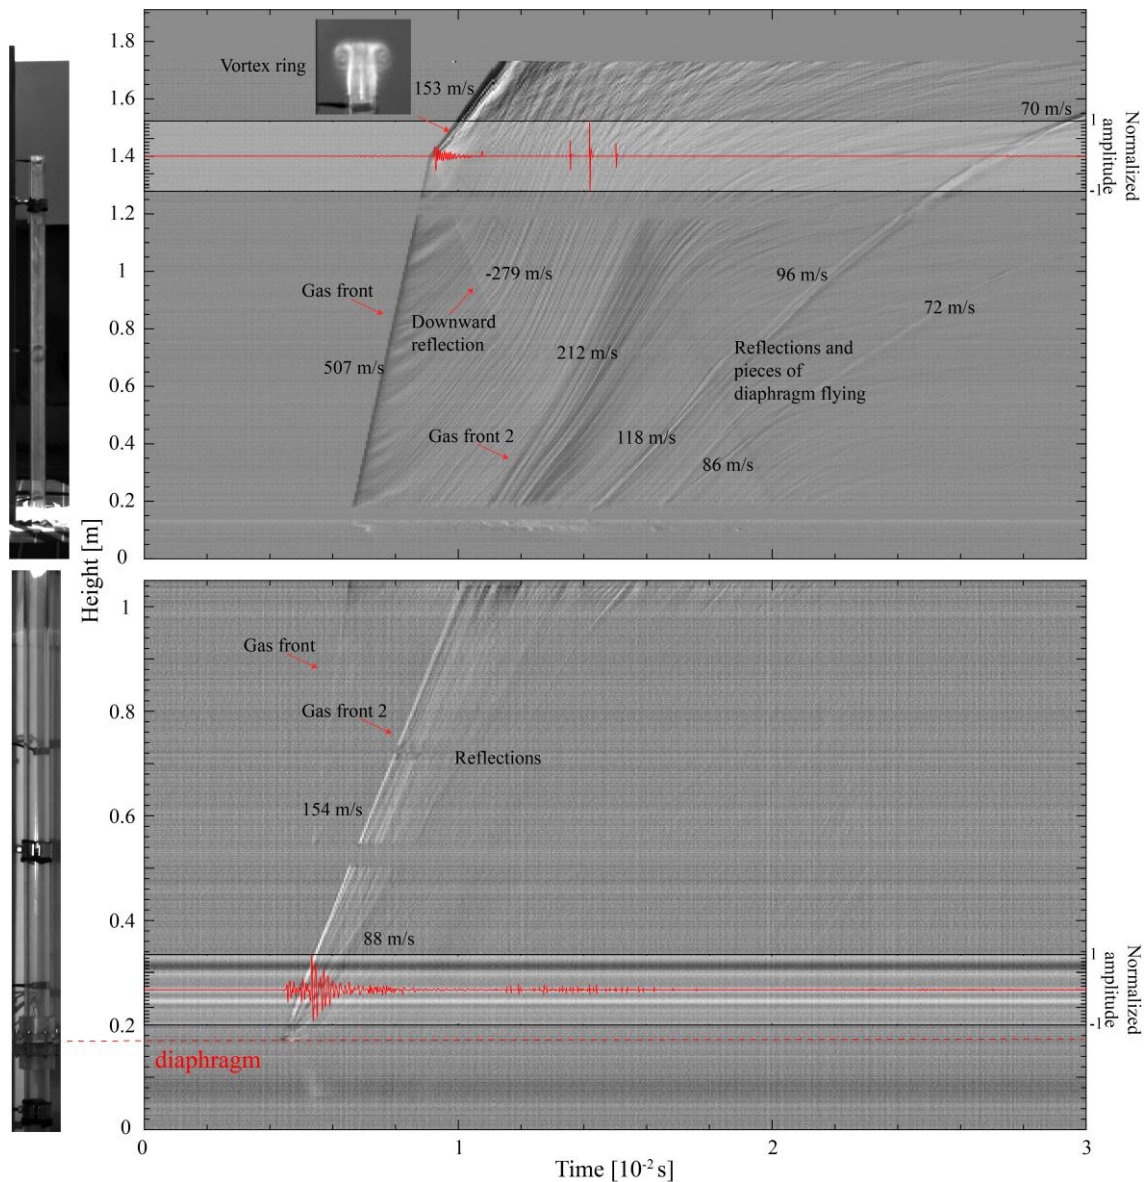 1.8
Vortex ring
153 m/s
1.6
70 m/s
1
Normalized
amplitude
1.4
-1
1.2
-279 m/s
96 m/s
1
Gas front
Downward
reflection
72 m/s
0.8
212 m/s
507 m/s
Reflections and
pieces of
diaphragm flying
0.6
Gas front 2
118 m/s
0.4
86 m/s
0.2
0
Height [m]
1
Gas front
Gas front 2
0.8
Reflections
154 m/s
0.6
0.4
88 m/s
1
Normalized
amplitude
-1
0.2
diaphragm
0
0 1 2 3
Time [10⁻² s]